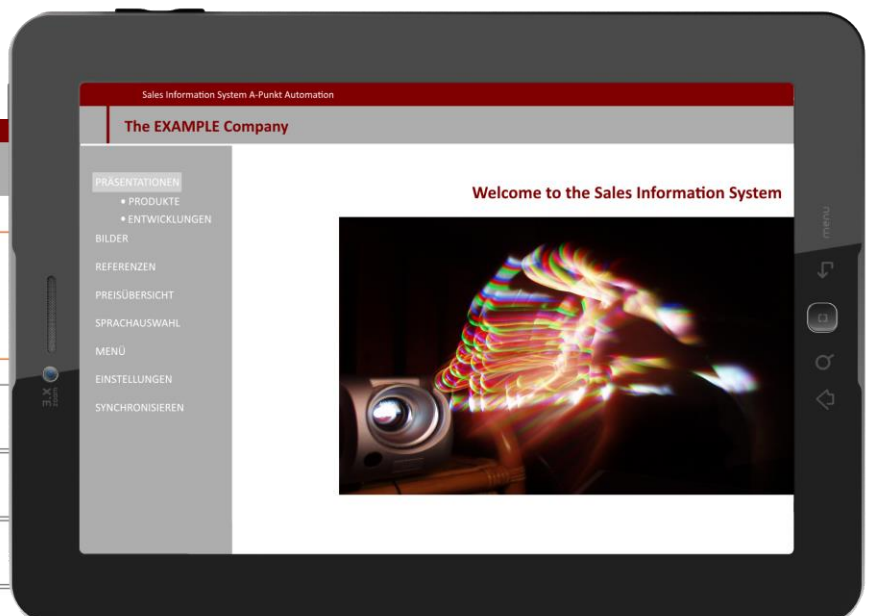 Sales Information System A-Punkt Automation
The EXAMPLE Company
PRÄSENTATIONEN
• PRODUKTE
• ENTWICKLUNGEN
BILDER
REFERENZEN
PREISÜBERSICHT
SPRACHAUSWAHL
MENÜ
EINSTELLUNGEN
SYNCHRONISIEREN
Welcome to the Sales Information System
menu
zoom